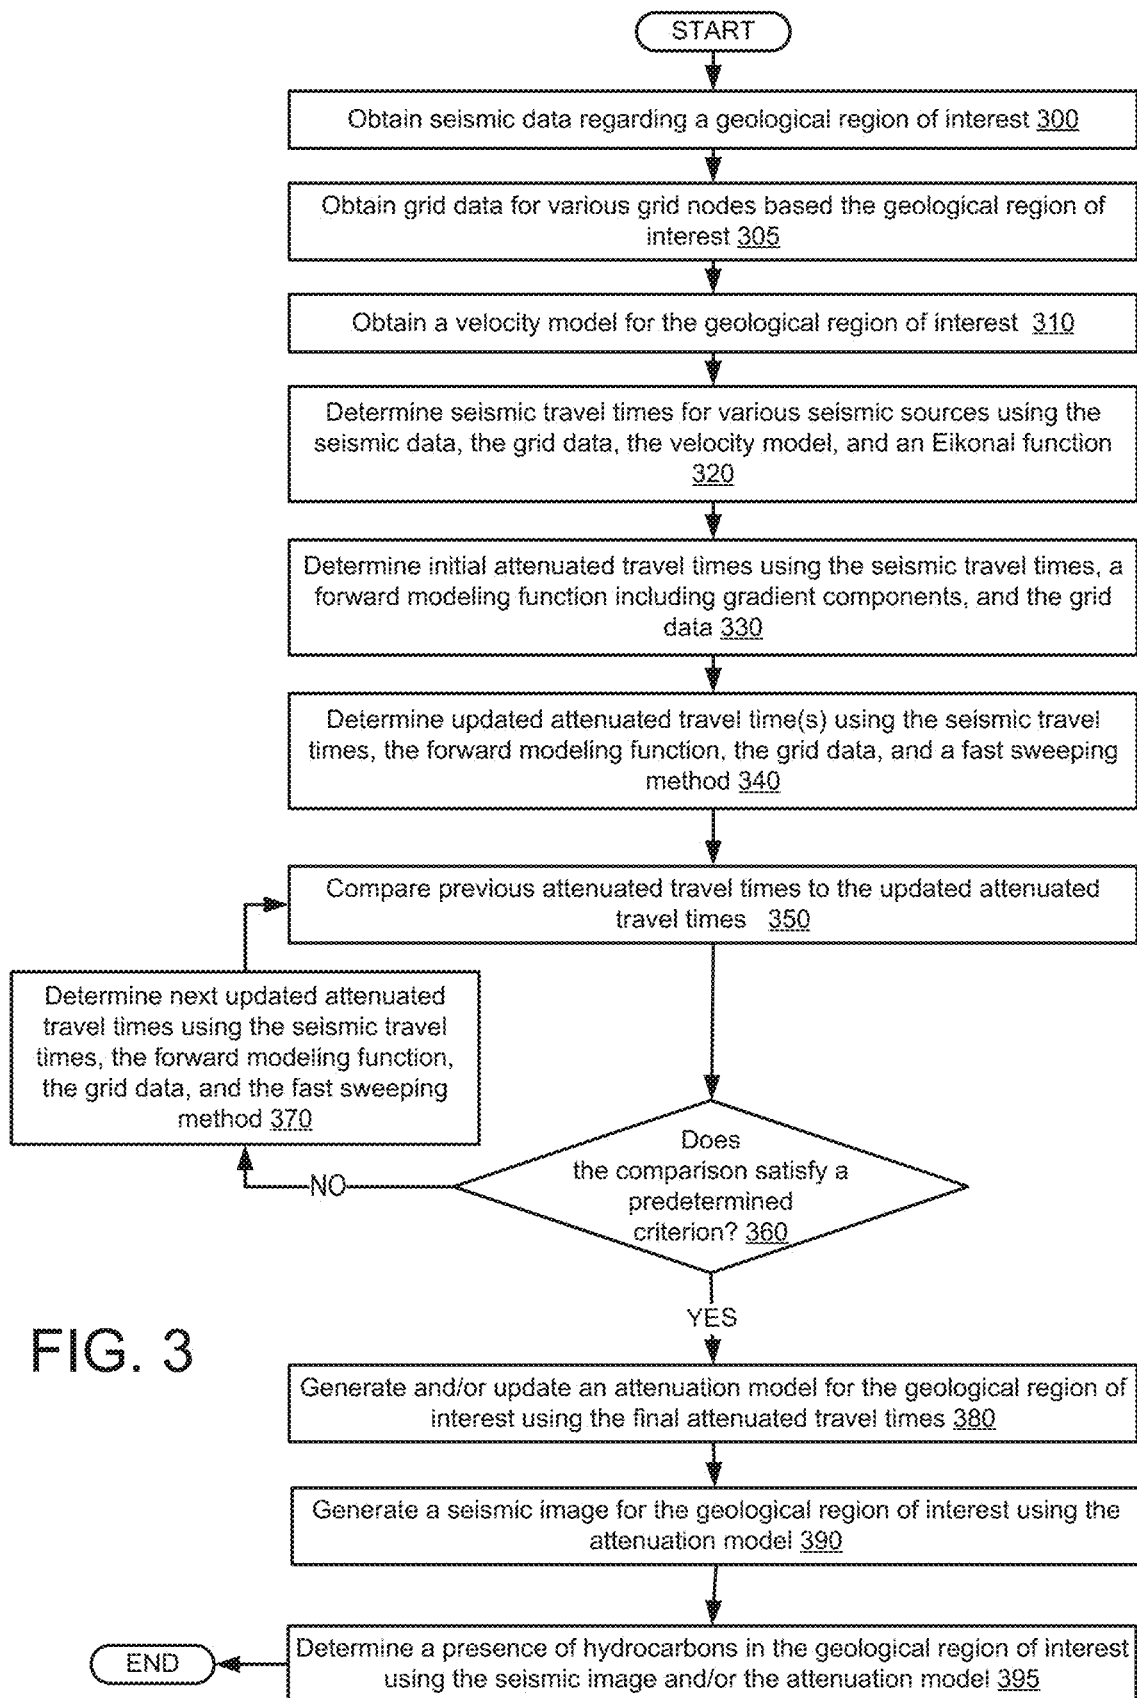 START
Obtain seismic data regarding a geological region of interest 300
Obtain grid data for various grid nodes based the geological region of
interest 305
Obtain a velocity model for the geological region of interest 310
Determine seismic travel times for various seismic sources using the
seismic data, the grid data, the velocity model, and an Eikonal function
320
Determine initial attenuated travel times using the seismic travel times, a
forward modeling function including gradient components, and the grid
data 330
Determine updated attenuated travel time(s) using the seismic travel
times, the forward modeling function, the grid data, and a fast sweeping
method 340
Compare previous attenuated travel times to the updated attenuated
travel times 350
Determine next updated attenuated
travel times using the seismic travel
times, the forward modeling function,
the grid data, and the fast sweeping
method 370
Does
the comparison satisfy a
predetermined
criterion? 360
NO
YES
FIG. 3
Generate and/or update an attenuation model for the geological region of
interest using the final attenuated travel times 380
Generate a seismic image for the geological region of interest using the
attenuation model 390
Determine a presence of hydrocarbons in the geological region of interest
using the seismic image and/or the attenuation model 395
END